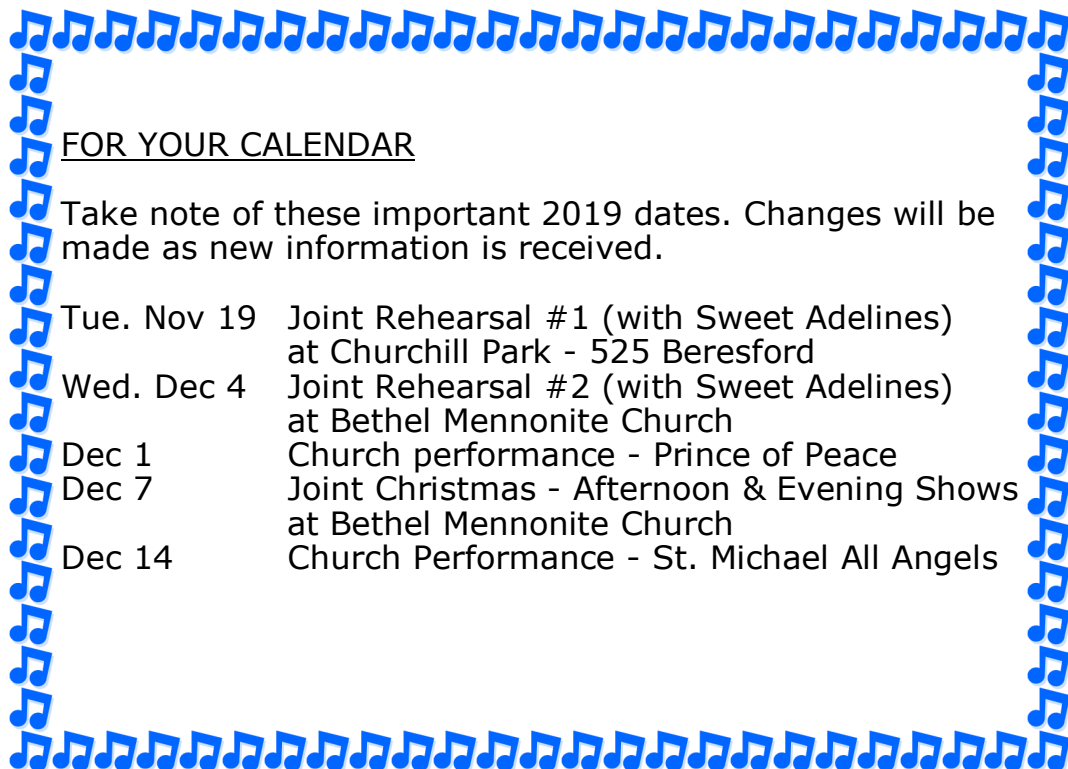 FOR YOUR CALENDAR
Take note of these important 2019 dates. Changes will be
made as new information is received.
Tue. Nov 19 Joint Rehearsal #1 (with Sweet Adelines)
at Churchill Park - 525 Beresford
Wed. Dec 4 Joint Rehearsal #2 (with Sweet Adelines)
at Bethel Mennonite Church
Dec 1 Church performance - Prince of Peace
Dec 7 Joint Christmas - Afternoon & Evening Shows
at Bethel Mennonite Church
Dec 14 Church Performance - St. Michael All Angels